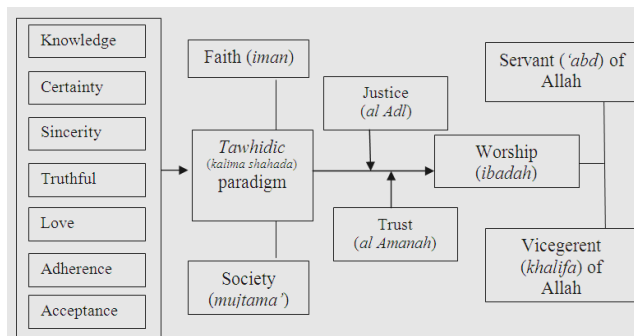 Knowledge
Certainty
Sincerity
Truthful
Love
Adherence
Acceptance
Faith (iman)
Tawhidic
(kalima shahada)
paradigm
Society
(mujtama’)
Justice
(al Adl)
Trust
(al Amanah)
Worship
(ibadah)
Servant (‘abd) of
Allah
Vicegerent
(khalifa) of
Allah